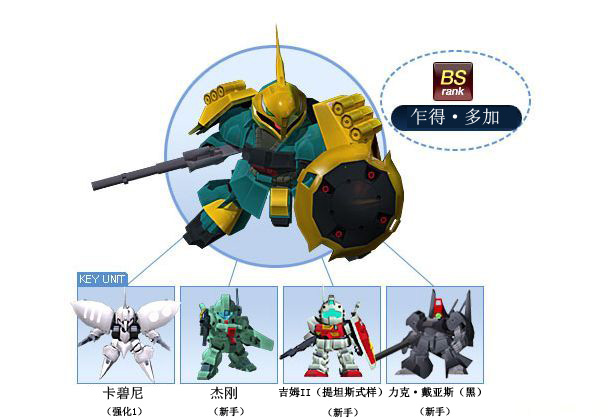 BS
rank
乍得·多加
KEY UNIT
卡碧尼
（强化1）
杰刚
（新手）
吉姆II（提坦斯式样）
（新手）
力克·戴亚斯（黑）
（新手）